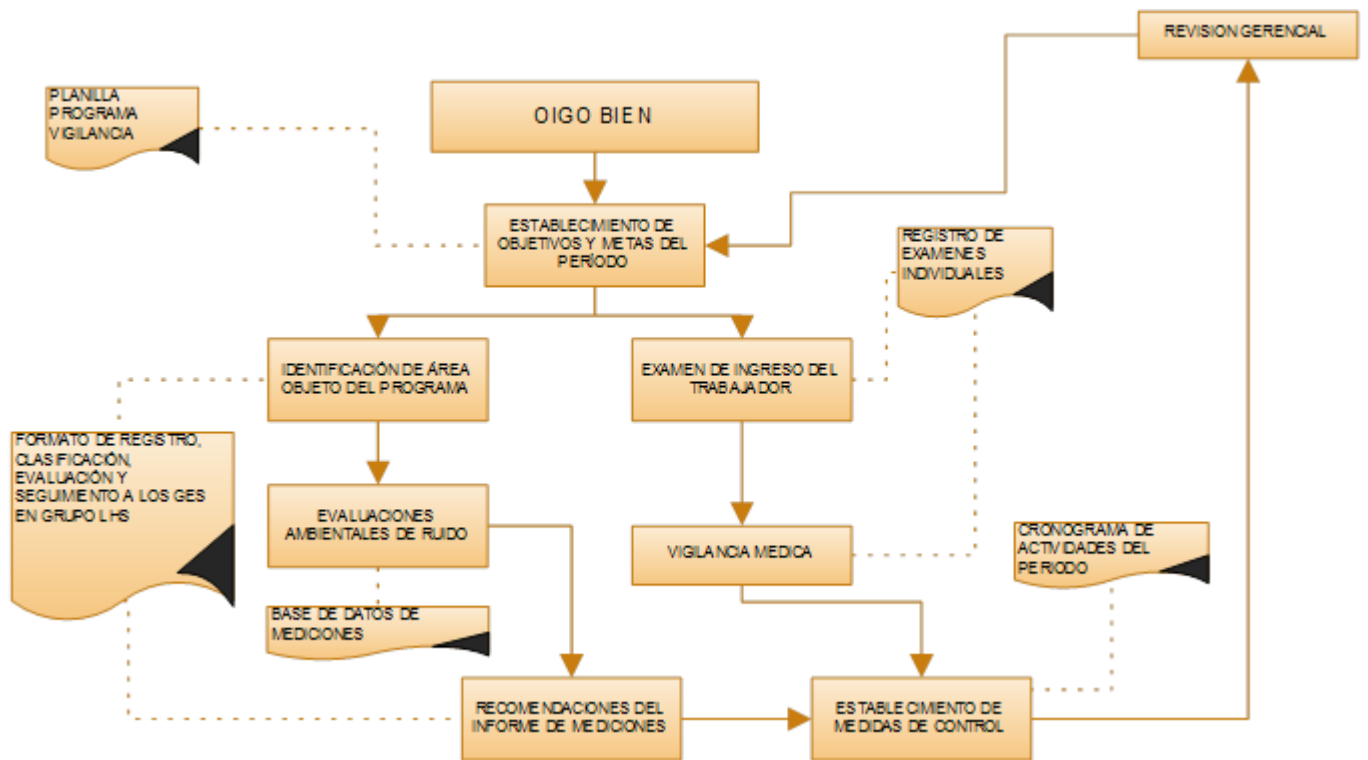 REVISION GERENCIAL
PLANILLA
PROGRAMA
VIGILANCIA
OIGO BIEN
ESTABLECIMIENTO DE
OBJETIVOS Y METAS DEL
PERÍODO
REGISTRO DE
EXAMENES
INDIVIDUALES
IDENTIFICACIÓN DE ÁREA
OBJETO DEL PROGRAMA
EXAMEN DE INGRESO DEL
TRABAJADOR
FORMATO DE REGISTRO,
CLASIFICACIÓN,
EVALUACIÓN Y
SEGUIMIENTO A LOS GES
EN GRUPO LHS
EVALUACIONES
AMBIENTALES DE RUIDO
VIGILANCIA MEDICA
CRONOGRAMA DE
ACTIVIDADES DEL
PERIODO
BASE DE DATOS DE
MEDICIONES
RECOMENDACIONES DEL
INFORME DE MEDICIONES
ESTABLECIMIENTO DE
MEDIDAS DE CONTROL